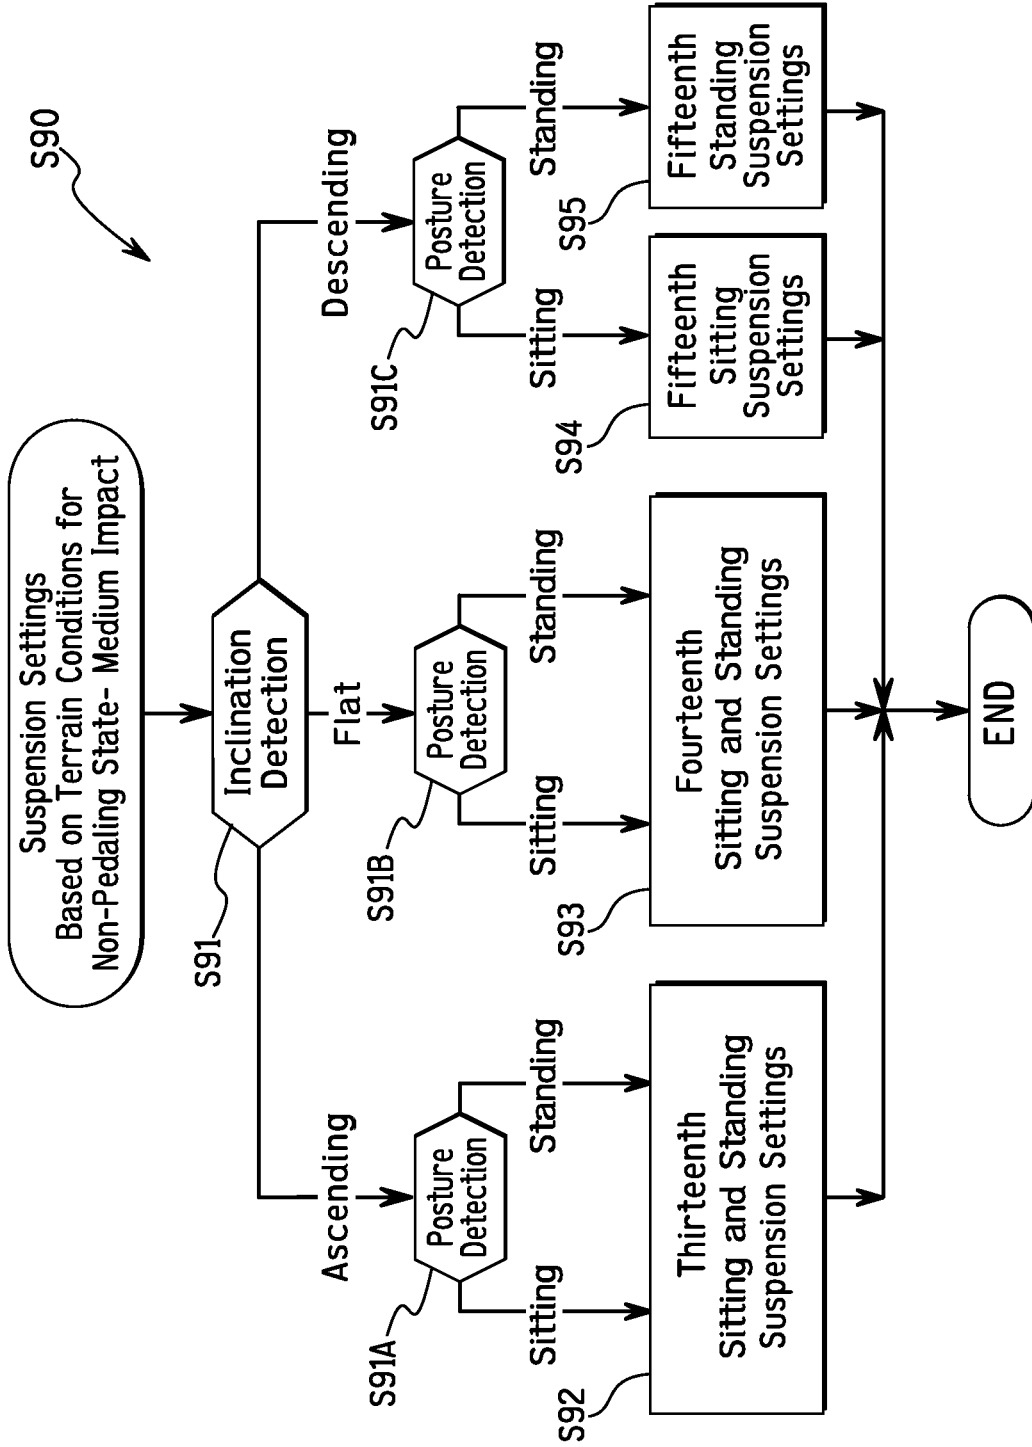 S90
Suspension Settings
Based on Terrain Conditions for
Non-Pedaling State- Medium Impact
S91
Inclination
Detection
Ascending
Flat
Descending
S91A
Posture
Detection
S91B
Posture
Detection
S91C
Posture
Detection
Sitting
Standing
Sitting
Standing
Sitting
Standing
S92
Thirteenth
Sitting and Standing
Suspension Settings
S93
Fourteenth
Sitting and Standing
Suspension Settings
S94
Fifteenth
Sitting
Suspension
Settings
S95
Fifteenth
Standing
Suspension
Settings
END